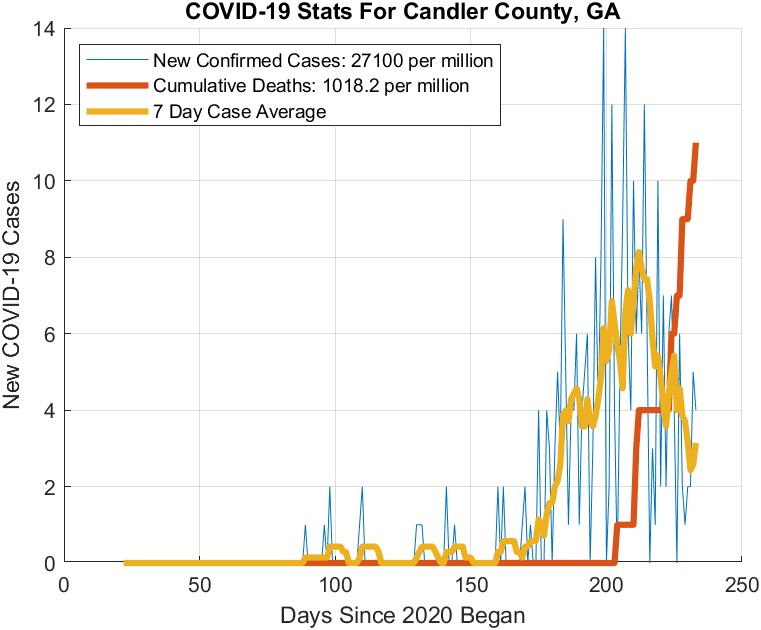 COVID-19 Stats For Candler County, GA
New Confirmed Cases: 27100 per million
Cumulative Deaths: 1018.2 per million
7 Day Case Average
New COVID-19 Cases
14
12
10
8
6
4
2
0
0 50 100 150 200 250
Days Since 2020 Began